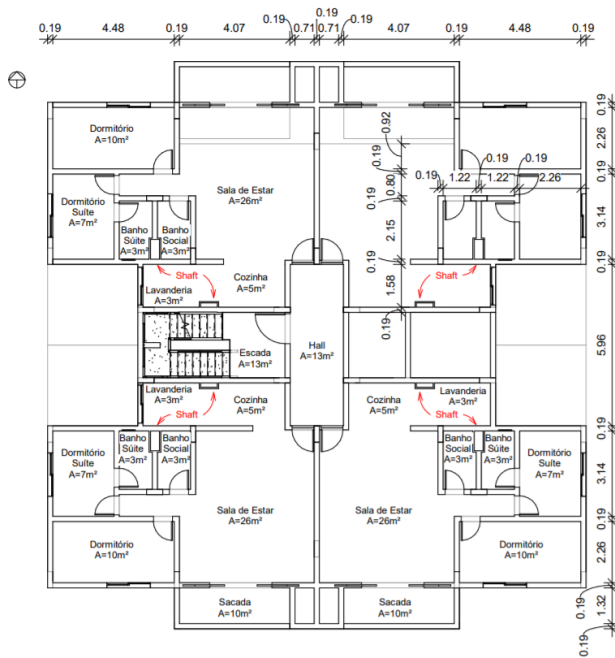 0.19 4.48 0.19 4.07 0.19 0.71 0.19 0.71 0.19 4.07 0.19 4.48 0.19
Dormitório
A=10m²
0.92
0.19
0.80
0.19
2.15
0.19
1.58
0.19
0.19 1.22 0.19 1.22 0.19 2.26
0.19
2.26
0.19
3.14
0.19
5.96
0.19
3.14
0.19
2.26
0.19
1.32
0.19
Sala de Estar
A=26m²
Dormitório
Suíte
A=7m²
Banho
Súite
A=3m²
Banho
Social
A=3m²
Shaft
Lavanderia
A=3m²
Cozinha
A=5m²
Shaft
Escada
A=13m²
Hall
A=13m²
Lavanderia
A=3m²
Cozinha
A=5m²
Cozinha
A=5m²
Lavanderia
A=3m²
Shaft
Shaft
Dormitório
Suíte
A=7m²
Banho
Súite
A=3m²
Banho
Social
A=3m²
Banho
Social
A=3m²
Banho
Súite
A=3m²
Dormitório
Suíte
A=7m²
Sala de Estar
A=26m²
Sala de Estar
A=26m²
Dormitório
A=10m²
Dormitório
A=10m²
Sacada
A=10m²
Sacada
A=10m²